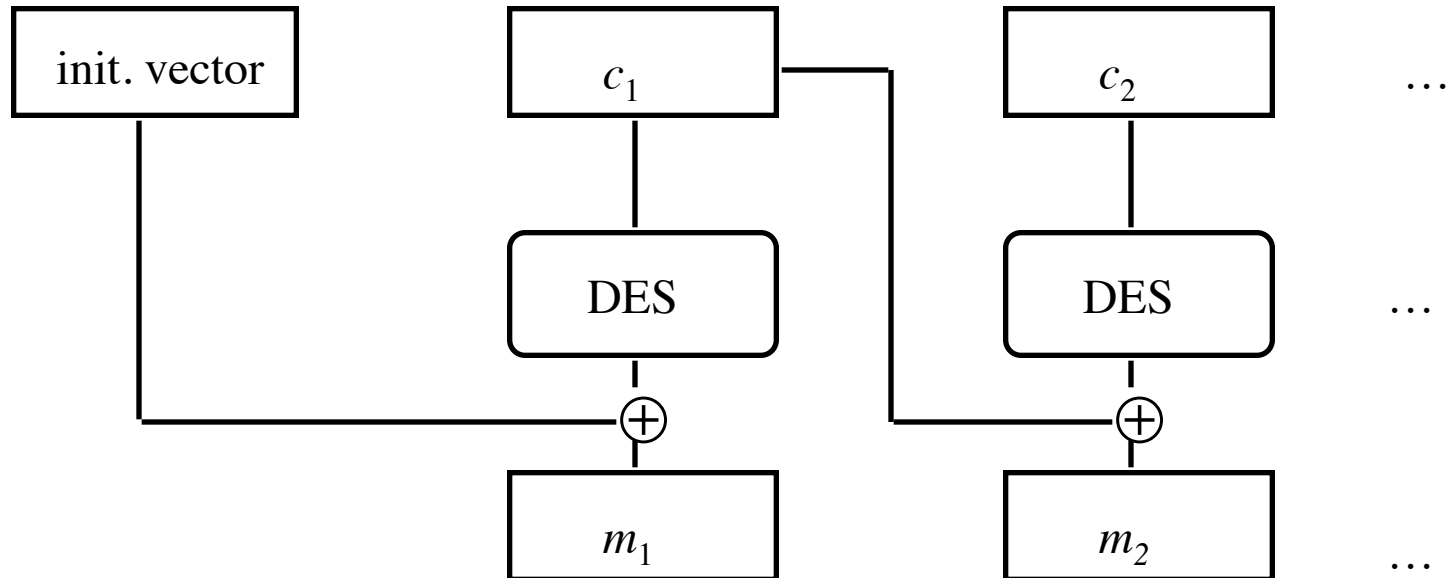 init. vector c₁ c₂ …
DES DES …
⊕ ⊕
m₁ m₂ …